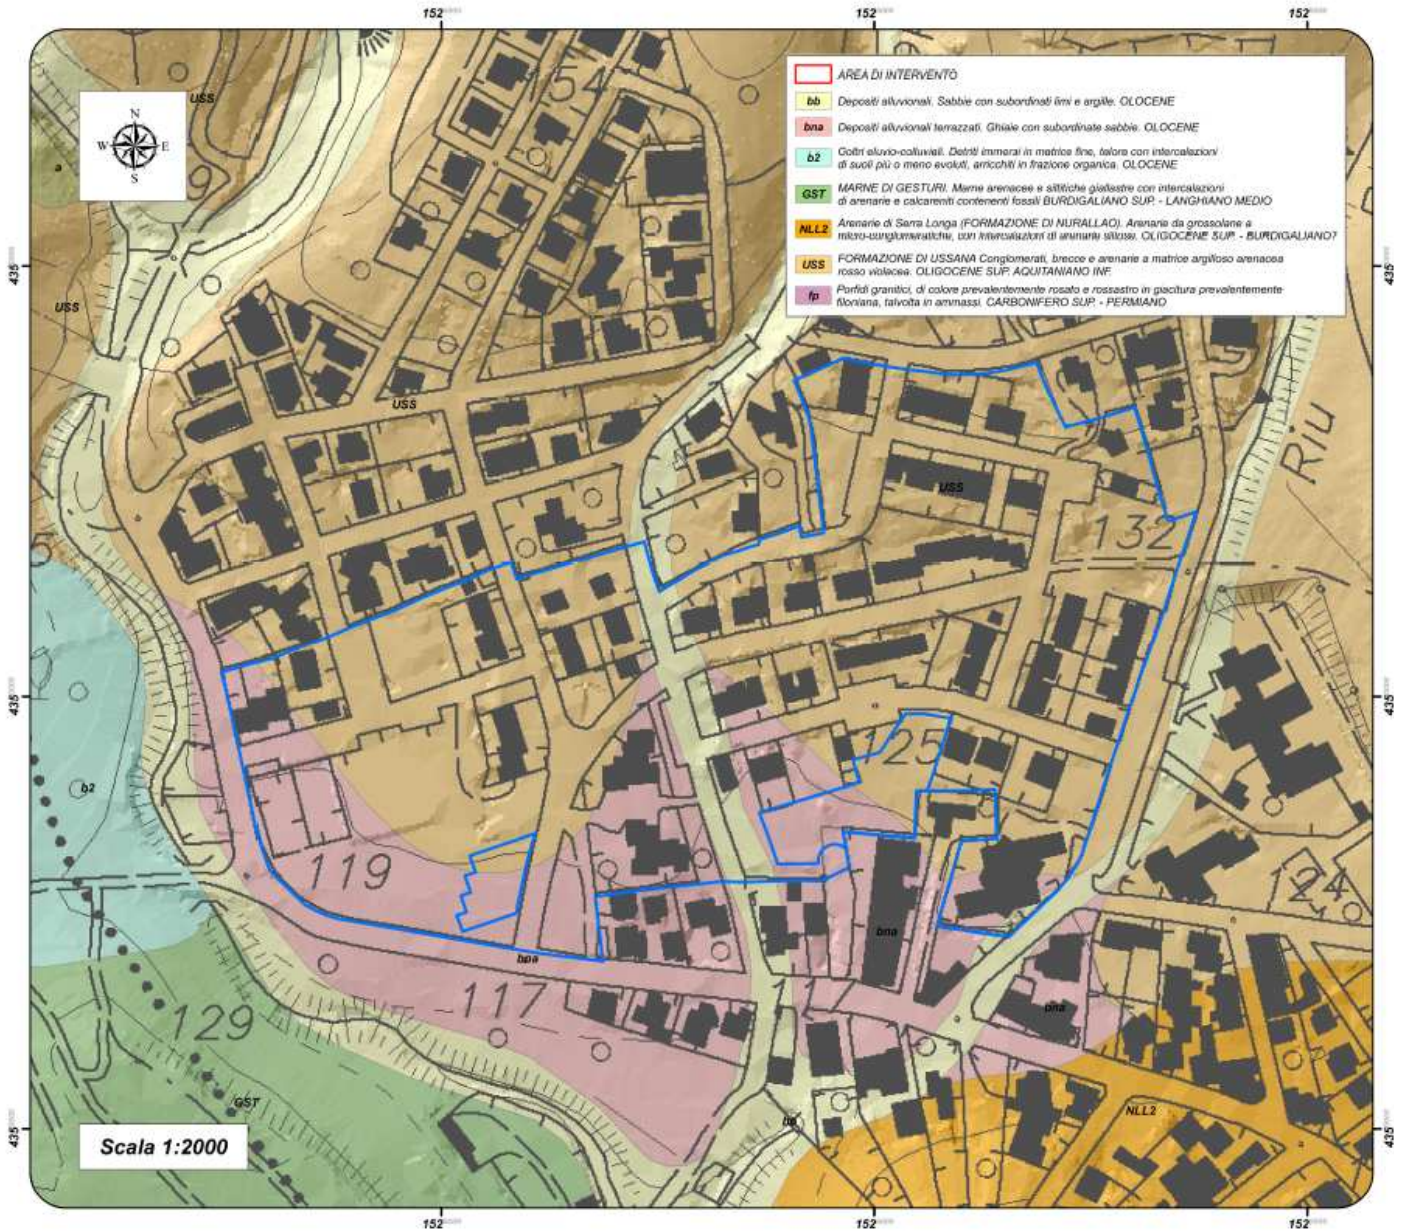 152
152
152
154
USS
N
W E
S
9
a
AREA DI INTERVENTO
bb Depositi alluvionali. Sabbie con subordinati limi e argille. OLOCENE
bna Depositi alluvionali terrazzati. Ghiaie con subordinate sabbie. OLOCENE
b2 Coltri eluvio-colluviali. Detriti immersi in matrice fine, talora con intercalazioni
di suoli più o meno evoluti, arricchiti in frazione organica. OLOCENE
GST MARNE DI GESTURI. Marne arenacee e siltitiche giallastre con intercalazioni
di arenarie e calcareniti contenenti fossili BURDIGALIANO SUP. - LANGHIANO MEDIO
NLL2 Arenarie di Serra Longa (FORMAZIONE DI NURALLAO). Arenarie da grossolane a
micro-conglomeratiche, con intercalazioni di arenarie siltose. OLIGOCENE SUP. - BURDIGALIANO?
USS FORMAZIONE DI USSANA Conglomerati, brecce e arenarie a matrice argilloso arenacea
rosso violacea. OLIGOCENE SUP. AQUITANIANO INF.
fp Porfidi granitici, di colore prevalentemente rosato e rossastro in giacitura prevalentemente
filoniana, talvolta in ammassi. CARBONIFERO SUP. - PERMIANO
435
435
USS
USS
Riu
USS
132
435
435
125
b2
119
124
bna
bna
117
117
bna
129
GST
NLL2
bb
435
435
Scala 1:2000
152
152
152